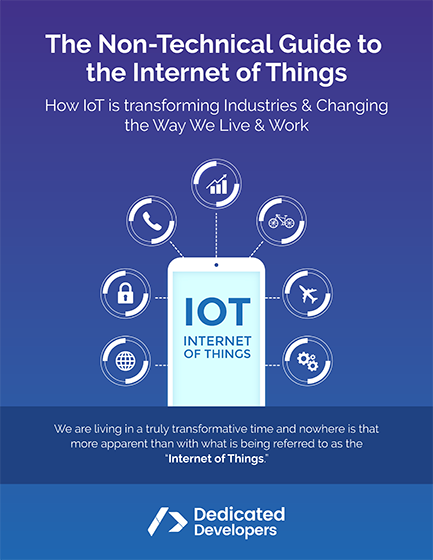 The Non-Technical Guide to
the Internet of Things
How IoT is transforming Industries & Changing
the Way We Live & Work
IOT
INTERNET
OF THINGS
We are living in a truly transformative time and nowhere is that
more apparent than with what is being referred to as the
“Internet of Things.”
Dedicated
Developers